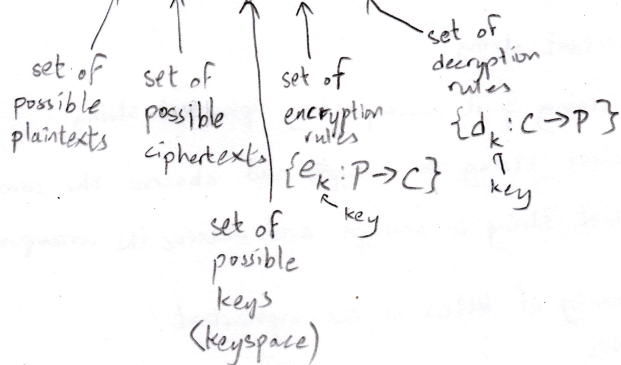 set of
possible
plaintexts
set of
possible
ciphertexts
set of
possible
keys
(keyspace)
set of
encryption
rules
{e_k : P → C}
key
set of
decryption
rules
{d_k : C → P}
key